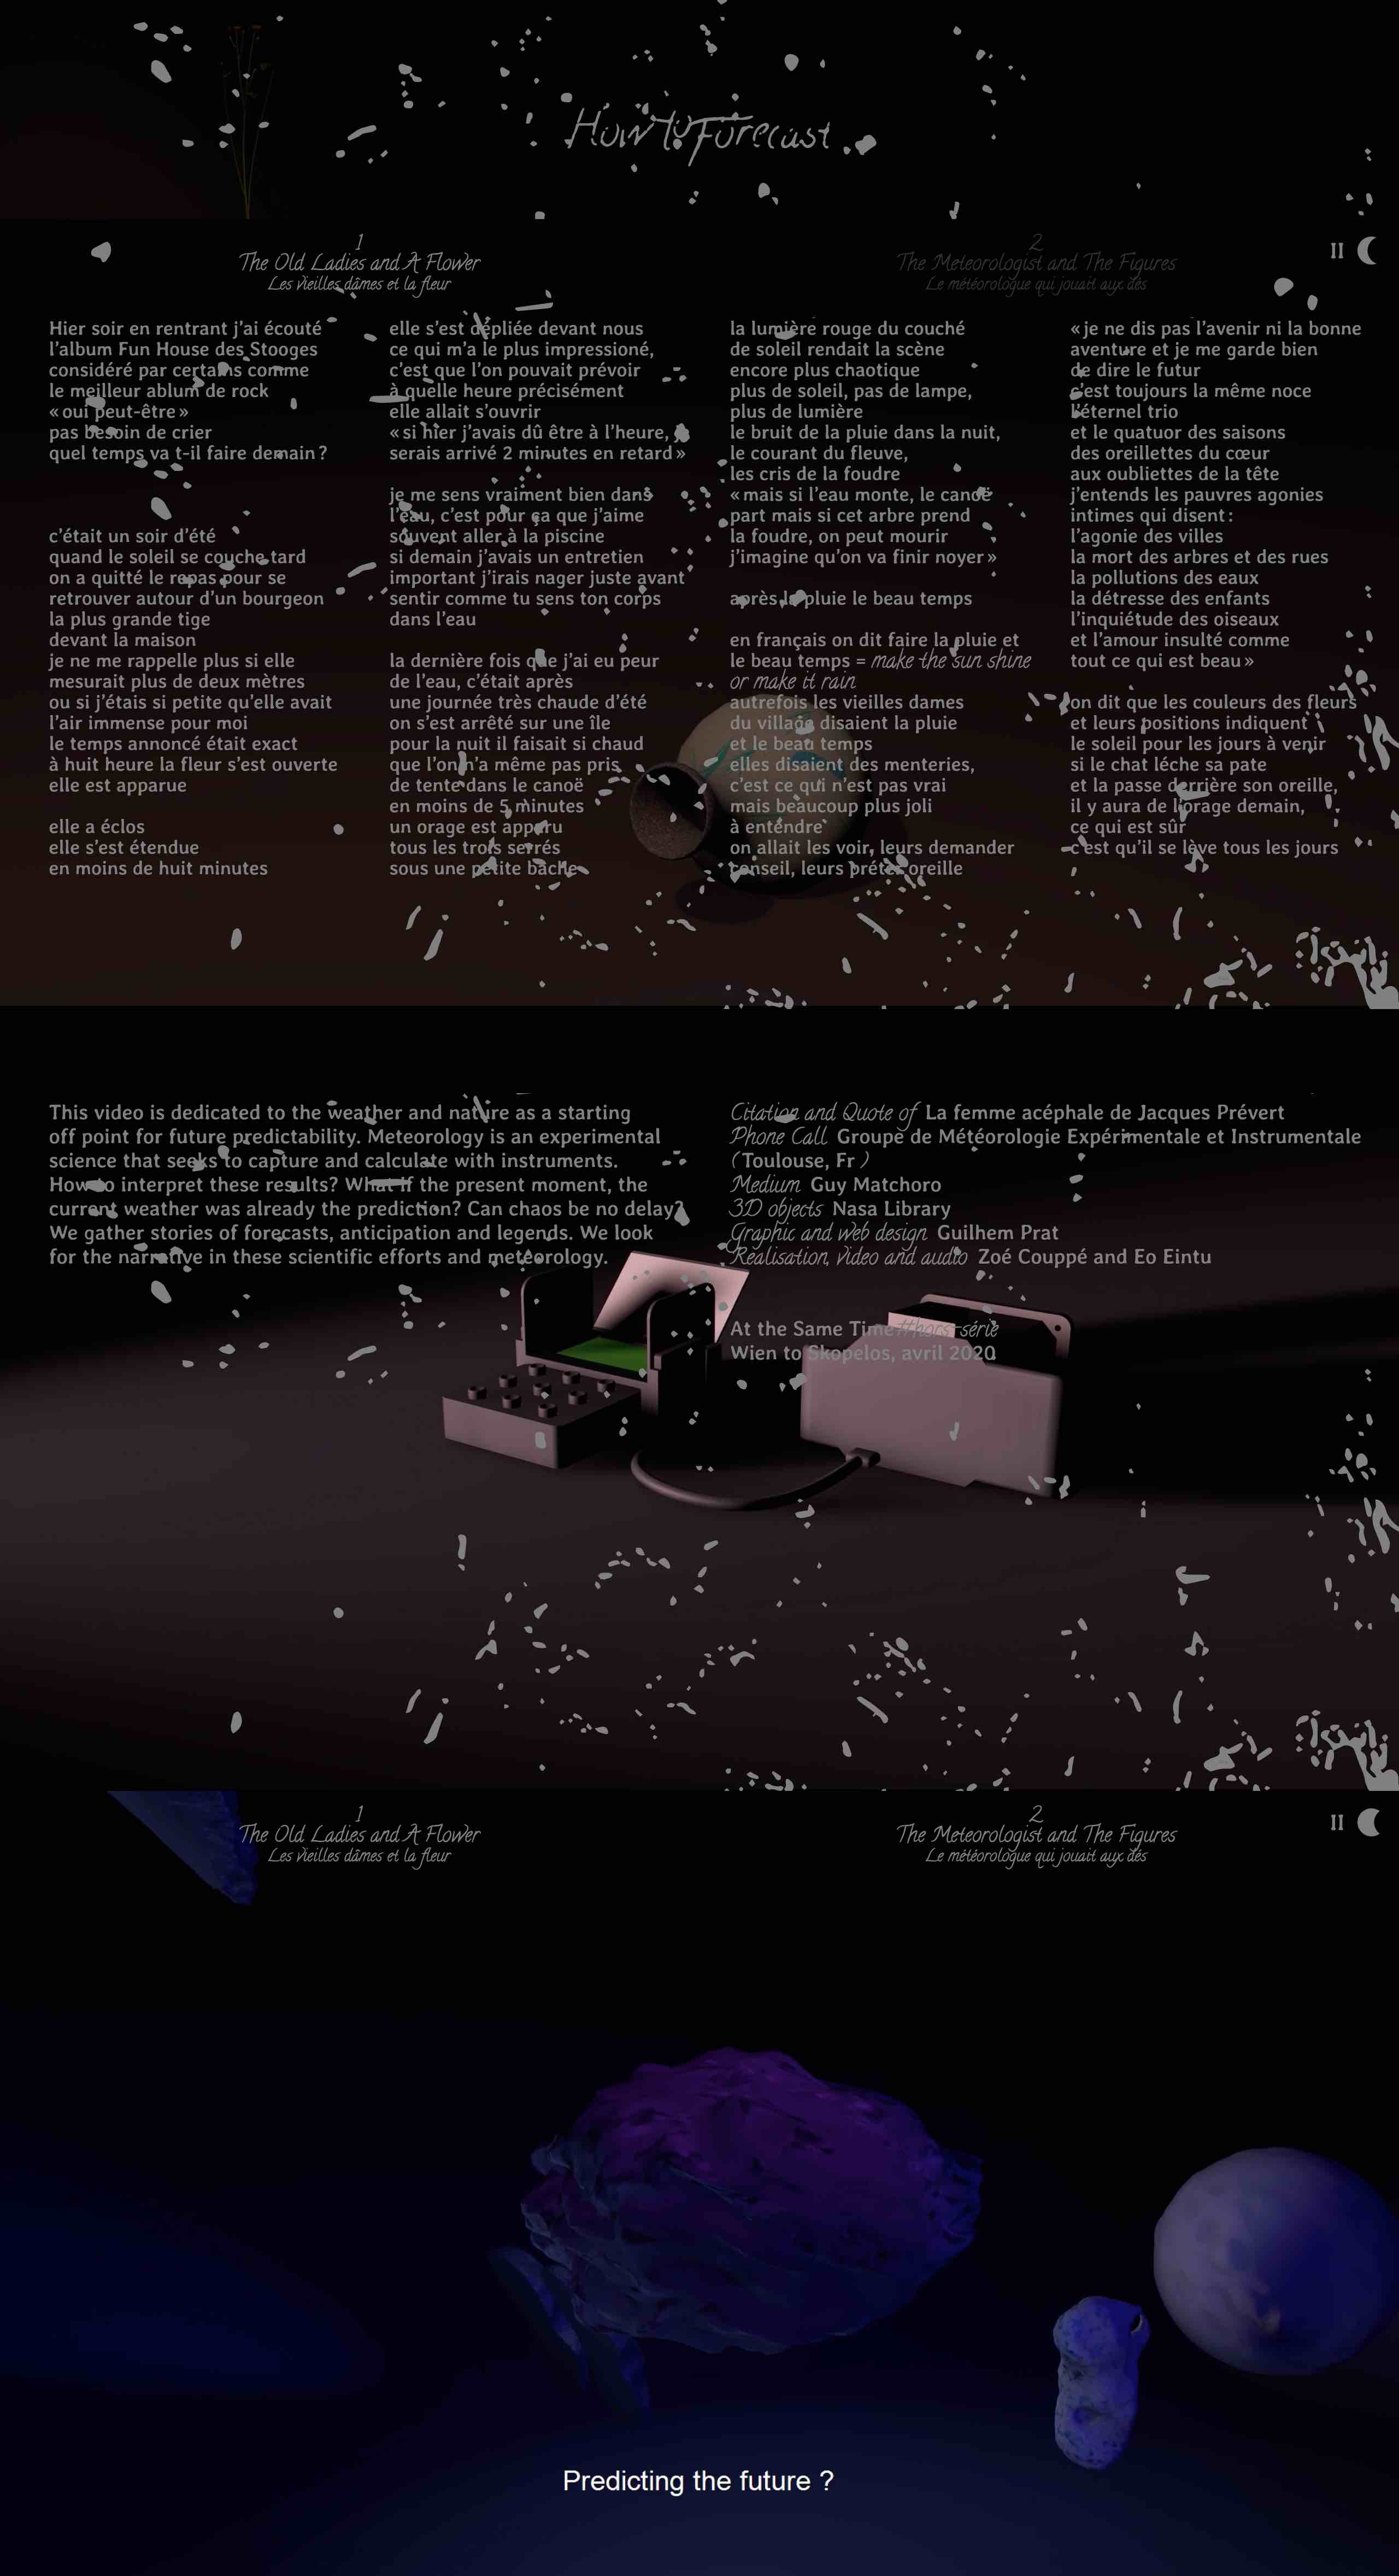 How to Forecast
1
The Old Ladies and A Flower
Les vieilles dâmes et la fleur
2
The Meteorologist and The Figures
Le météorologue qui jouait aux dés
Hier soir en rentrant j’ai écouté
l’album Fun House des Stooges
considéré par certains comme
le meilleur ablum de rock
« oui peut-être »
pas besoin de crier
quel temps va t-il faire demain ?
c’était un soir d’été
quand le soleil se couche tard
on a quitté le repas pour se
retrouver autour d’un bourgeon
la plus grande tige
devant la maison
je ne me rappelle plus si elle
mesurait plus de deux mètres
ou si j’étais si petite qu’elle avait
l’air immense pour moi
le temps annoncé était exact
à huit heure la fleur s’est ouverte
elle est apparue
elle a éclos
elle s’est étendue
en moins de huit minutes
elle s’est dépliée devant nous
ce qui m’a le plus impressioné,
c’est que l’on pouvait prévoir
à quelle heure précisément
elle allait s’ouvrir
« si hier j’avais dû être à l’heure, je
serais arrivé 2 minutes en retard »
je me sens vraiment bien dans
l’eau, c’est pour ça que j’aime
souvent aller à la piscine
si demain j’avais un entretien
important j’irais nager juste avant
sentir comme tu sens ton corps
dans l’eau
la dernière fois que j’ai eu peur
de l’eau, c’était après
une journée très chaude d’été
on s’est arrêté sur une île
pour la nuit il faisait si chaud
que l’on n’a même pas pris
de tente dans le canoë
en moins de 5 minutes
un orage est apparu
tous les trois serrés
sous une petite bâche
la lumière rouge du couché
de soleil rendait la scène
encore plus chaotique
plus de soleil, pas de lampe,
plus de lumière
le bruit de la pluie dans la nuit,
le courant du fleuve,
les cris de la foudre
« mais si l’eau monte, le canoë
part mais si cet arbre prend
la foudre, on peut mourir
j’imagine qu’on va finir noyer »
après la pluie le beau temps
en français on dit faire la pluie et
le beau temps = make the sun shine
or make it rain
autrefois les vieilles dames
du village disaient la pluie
et le beau temps
elles disaient des menteries,
c’est ce qui n’est pas vrai
mais beaucoup plus joli
à entendre
on allait les voir, leurs demander
conseil, leurs prêter oreille
« je ne dis pas l’avenir ni la bonne
aventure et je me garde bien
de dire le futur
c’est toujours la même noce
l’éternel trio
et le quatuor des saisons
des oreillettes du cœur
aux oubliettes de la tête
j’entends les pauvres agonies
intimes qui disent :
l’agonie des villes
la mort des arbres et des rues
la pollutions des eaux
la détresse des enfants
l’inquiétude des oiseaux
et l’amour insulté comme
tout ce qui est beau »
on dit que les couleurs des fleurs
et leurs positions indiquent
le soleil pour les jours à venir
si le chat léche sa pate
et la passe derrière son oreille,
il y aura de l’orage demain,
ce qui est sûr
c’est qu’il se lève tous les jours
This video is dedicated to the weather and nature as a starting
off point for future predictability. Meteorology is an experimental
science that seeks to capture and calculate with instruments.
How to interpret these results? What if the present moment, the
current weather was already the prediction? Can chaos be no delay?
We gather stories of forecasts, anticipation and legends. We look
for the narrative in these scientific efforts and meteorology.
Citation and Quote of La femme acéphale de Jacques Prévert
Phone Call Groupe de Météorologie Expérimentale et Instrumentale
(Toulouse, Fr )
Medium Guy Matchoro
3D objects Nasa Library
Graphic and web design Guilhem Prat
Realisation, video and audio Zoé Couppé and Eo Eintu
At the Same Time #hors-série
Wien to Skopelos, avril 2020
1
The Old Ladies and A Flower
Les vieilles dâmes et la fleur
2
The Meteorologist and The Figures
Le météorologue qui jouait aux dés
Predicting the future ?